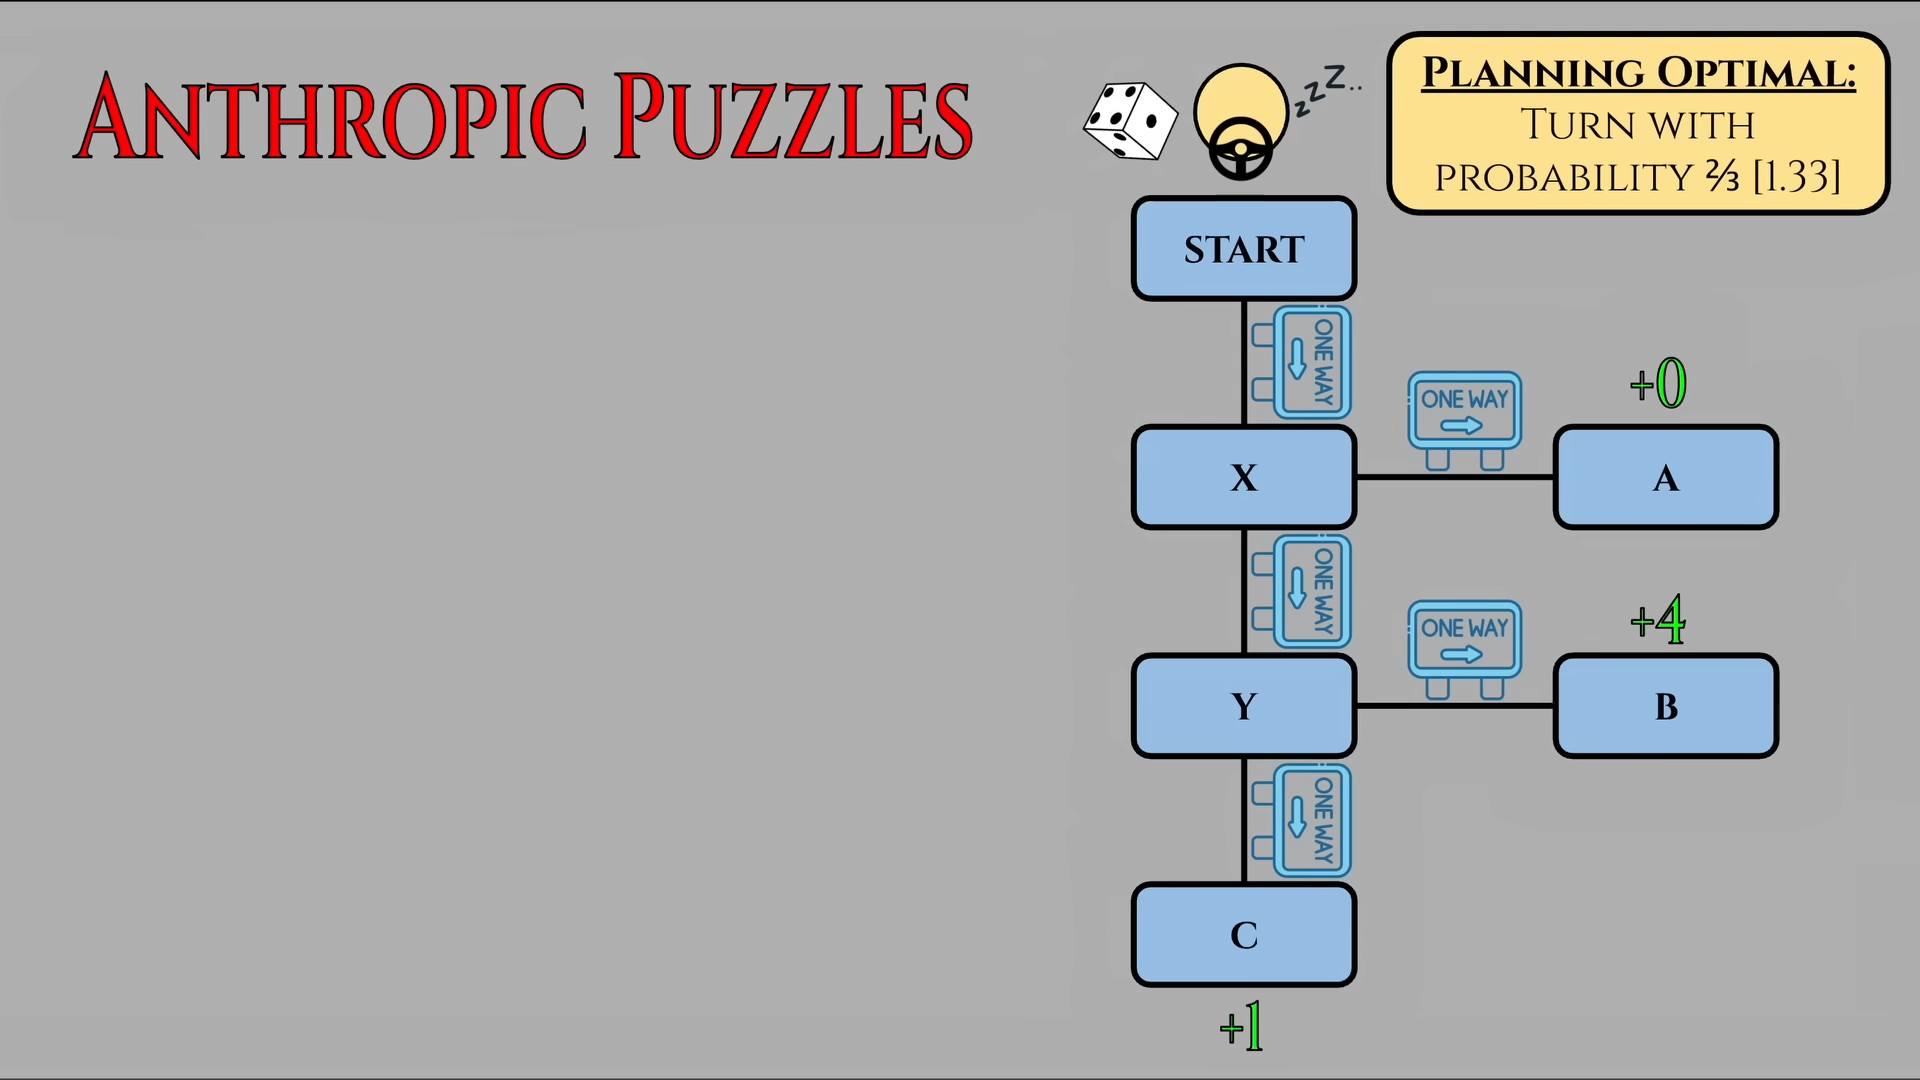 ANTHROPIC PUZZLES
zzz..
PLANNING OPTIMAL:
TURN WITH
PROBABILITY ⅔ [1.33]
START
ONE WAY
ONE WAY
+0
X
A
ONE WAY
ONE WAY
+4
Y
B
ONE WAY
C
+1